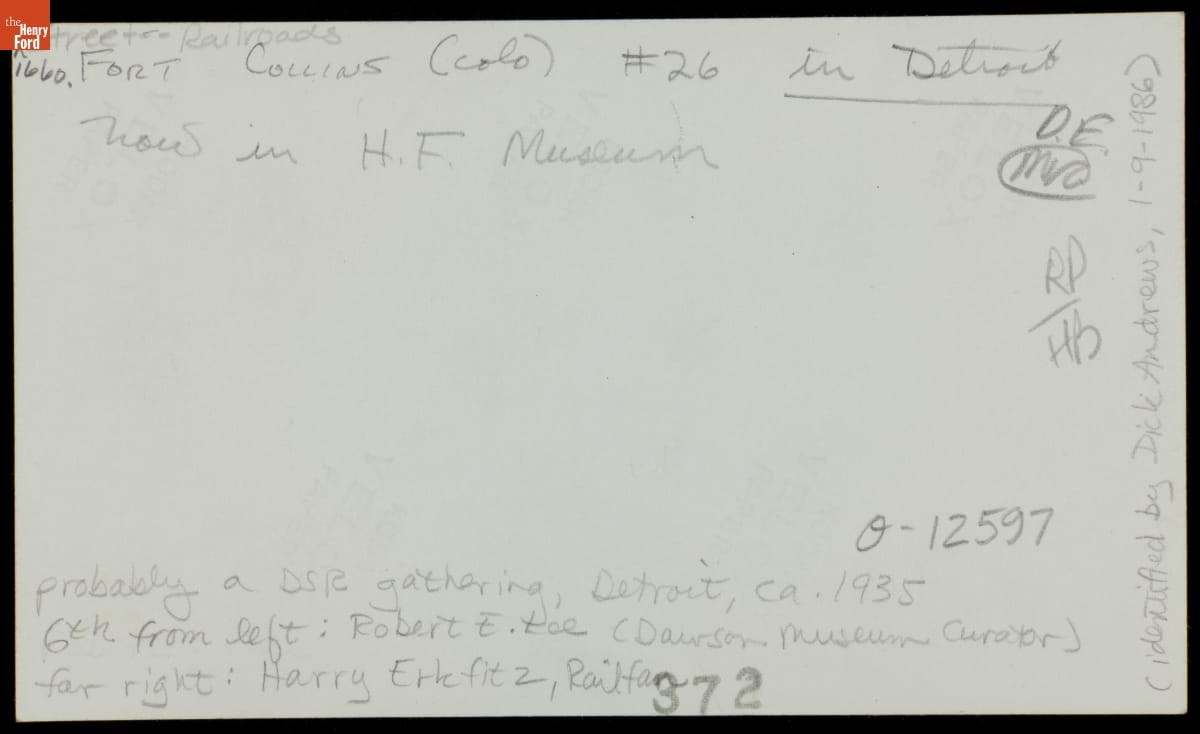 the Henry Ford
Street-- Railroads
1660. FORT COLLINS (Colo) #26 in Detroit
now in H.F. Museum
D.E.
RD
HB
O-12597
probably a DSR gathering, Detroit, ca. 1935
6th from left: Robert E. Lee (Dawson Museum Curator)
far right: Harry Erkfitz, Railfan
372
(identified by Dick Andrews, 1-9-1986)